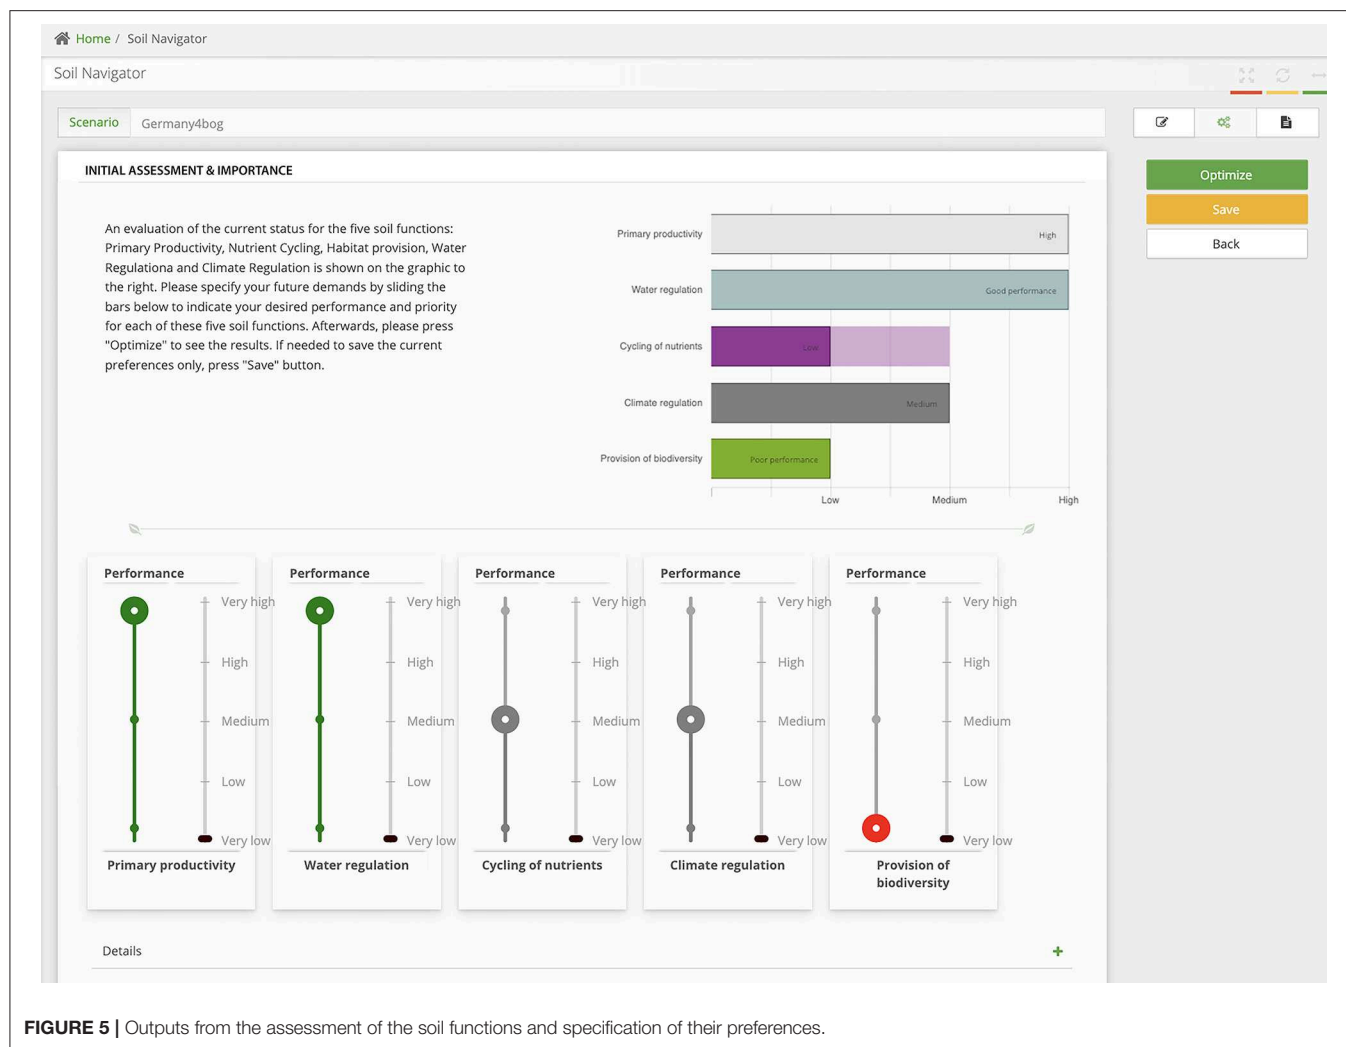 Home / Soil Navigator
Soil Navigator
Scenario Germany4bog
INITIAL ASSESSMENT & IMPORTANCE
An evaluation of the current status for the five soil functions:
Primary Productivity, Nutrient Cycling, Habitat provision, Water
Regulationa and Climate Regulation is shown on the graphic to
the right. Please specify your future demands by sliding the
bars below to indicate your desired performance and priority
for each of these five soil functions. Afterwards, please press
"Optimize" to see the results. If needed to save the current
preferences only, press "Save" button.
Primary productivity High
Water regulation Good performance
Cycling of nutrients Low
Climate regulation Medium
Provision of biodiversity Poor performance
Low Medium High
Optimize
Save
Back
Performance
Very high
High
Medium
Low
Very low
Primary productivity
Performance
Very high
High
Medium
Low
Very low
Water regulation
Performance
Very high
High
Medium
Low
Very low
Cycling of nutrients
Performance
Very high
High
Medium
Low
Very low
Climate regulation
Performance
Very high
High
Medium
Low
Very low
Provision of
biodiversity
Details
FIGURE 5 | Outputs from the assessment of the soil functions and specification of their preferences.